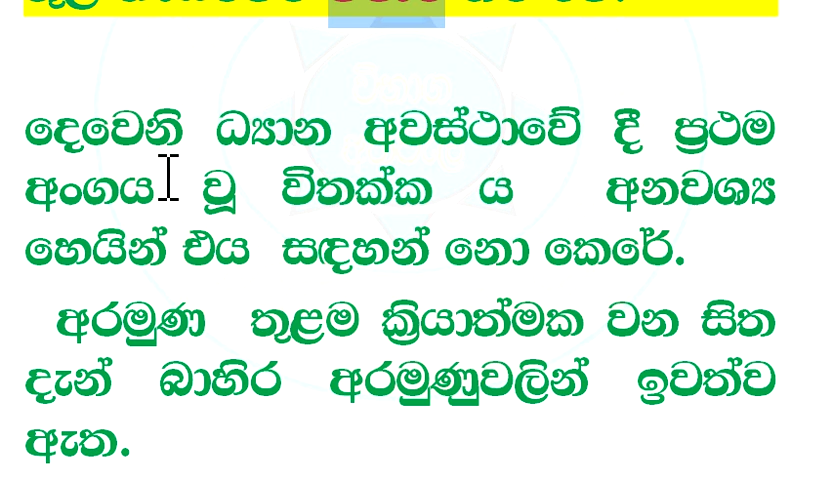 දෙවෙනි ධ්‍යාන අවස්ථාවේ දී ප්‍රථම
අංගය වූ විතක්ක ය අනවශ්‍ය
හෙයින් එය සඳහන් නො කෙරේ.
අරමුණ තුළම ක්‍රියාත්මක වන සිත
දැන් බාහිර අරමුණුවලින් ඉවත්ව
ඇත.